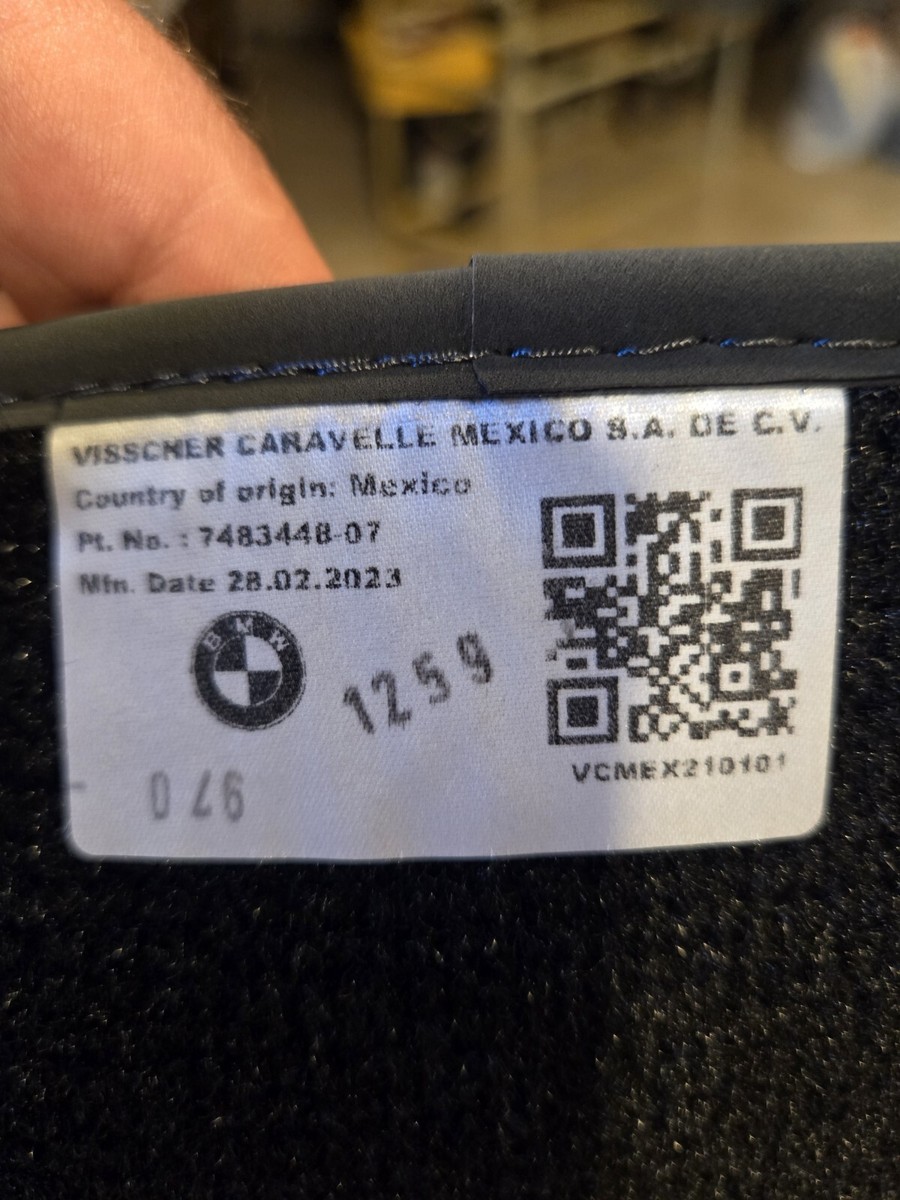 VISSCHER CARAVELLE MEXICO S.A. DE C.V.
Country of origin: Mexico
Pt. No. : 7483448-07
Mfn. Date 28.02.2023
BMW
1259
046
VCMEX210101